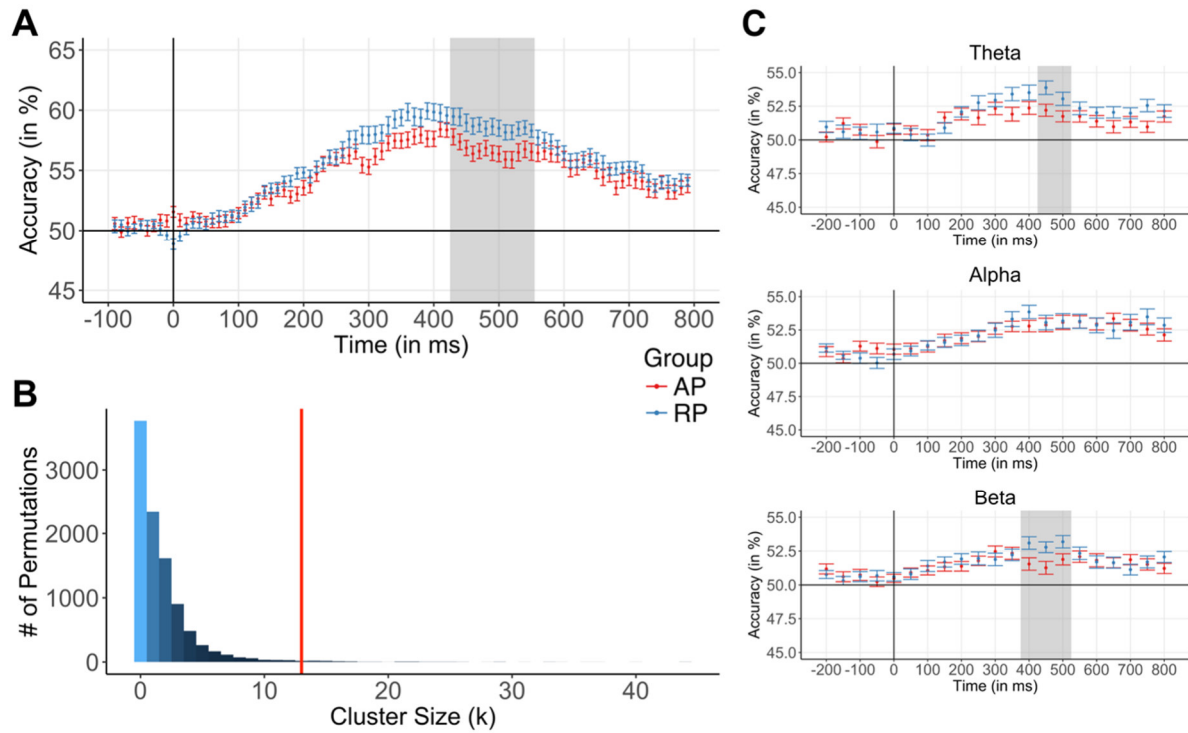 A
Accuracy (in %)
65
60
55
50
45
-100 0 100 200 300 400 500 600 700 800
Time (in ms)
Group
AP
RP
B
# of Permutations
3000
2000
1000
0
0 10 20 30 40
Cluster Size (k)
C
Theta
Accuracy (in %)
55.0
52.5
50.0
47.5
45.0
-200 -100 0 100 200 300 400 500 600 700 800
Time (in ms)
Alpha
Accuracy (in %)
55.0
52.5
50.0
47.5
45.0
-200 -100 0 100 200 300 400 500 600 700 800
Time (in ms)
Beta
Accuracy (in %)
55.0
52.5
50.0
47.5
45.0
-200 -100 0 100 200 300 400 500 600 700 800
Time (in ms)